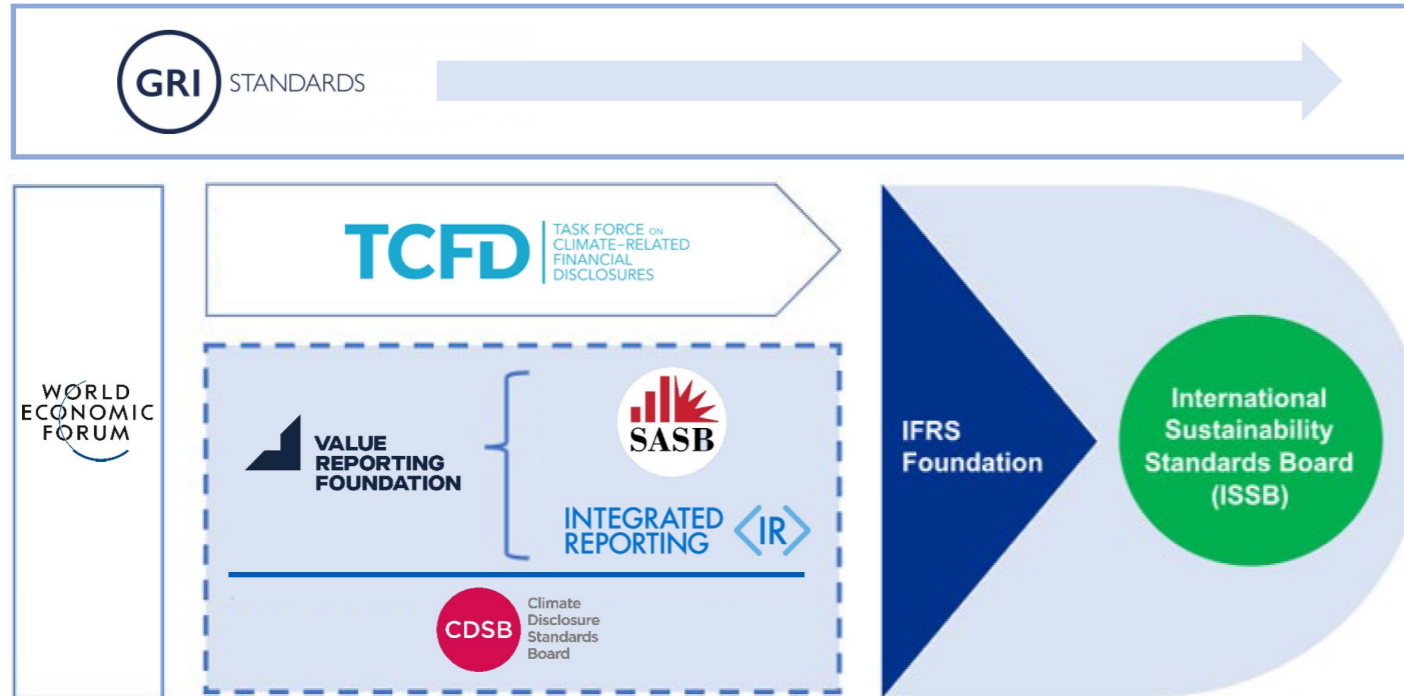 GRI STANDARDS
TCFD
TASK FORCE ON
CLIMATE-RELATED
FINANCIAL
DISCLOSURES
WORLD
ECONOMIC
FORUM
VALUE
REPORTING
FOUNDATION
SASB
INTEGRATED
REPORTING
<IR>
CDSB
Climate
Disclosure
Standards
Board
IFRS
Foundation
International
Sustainability
Standards Board
(ISSB)